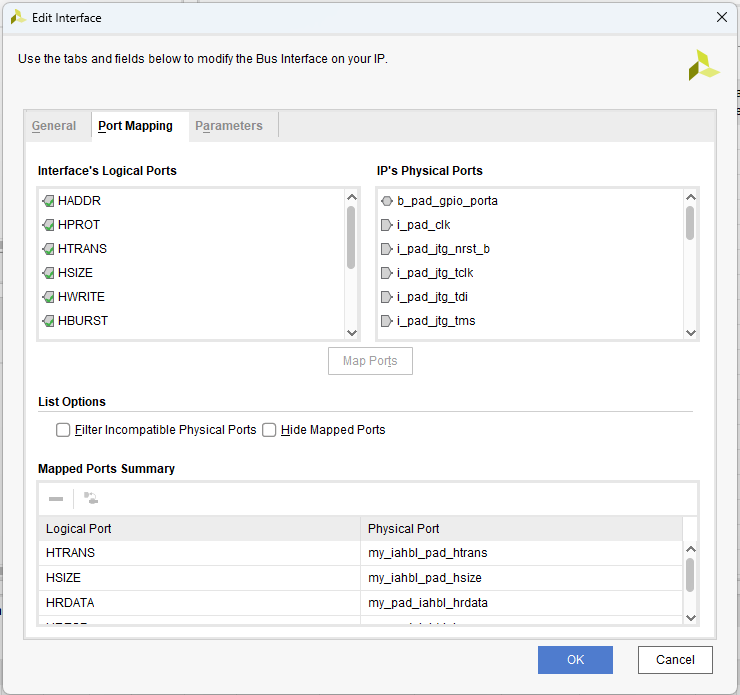 Edit Interface
Use the tabs and fields below to modify the Bus Interface on your IP.
General Port Mapping Parameters
Interface's Logical Ports
HADDR
HPROT
HTRANS
HSIZE
HWRITE
HBURST
IP's Physical Ports
b_pad_gpio_porta
i_pad_clk
i_pad_jtg_nrst_b
i_pad_jtg_tclk
i_pad_jtg_tdi
i_pad_jtg_tms
Map Ports
List Options
Filter Incompatible Physical Ports Hide Mapped Ports
Mapped Ports Summary
Logical Port Physical Port
HTRANS my_iahbl_pad_htrans
HSIZE my_iahbl_pad_hsize
HRDATA my_pad_iahbl_hrdata
OK Cancel